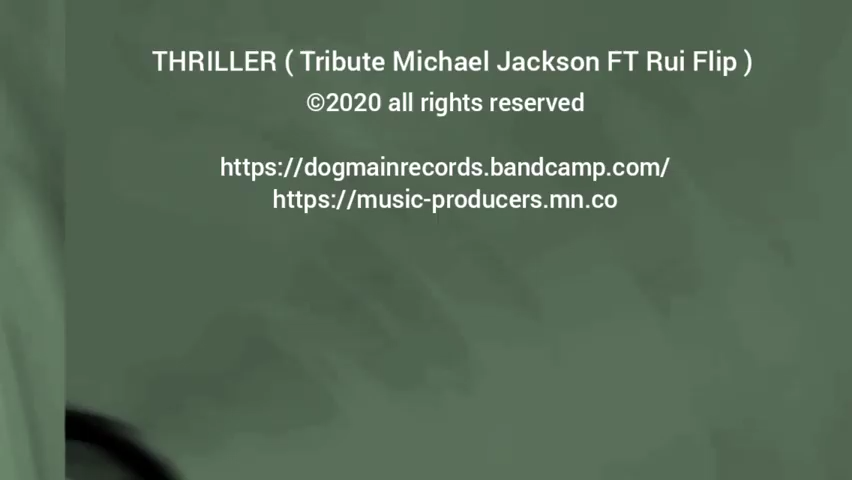 THRILLER ( Tribute Michael Jackson FT Rui Flip )
©2020 all rights reserved
https://dogmainrecords.bandcamp.com/
https://music-producers.mn.co